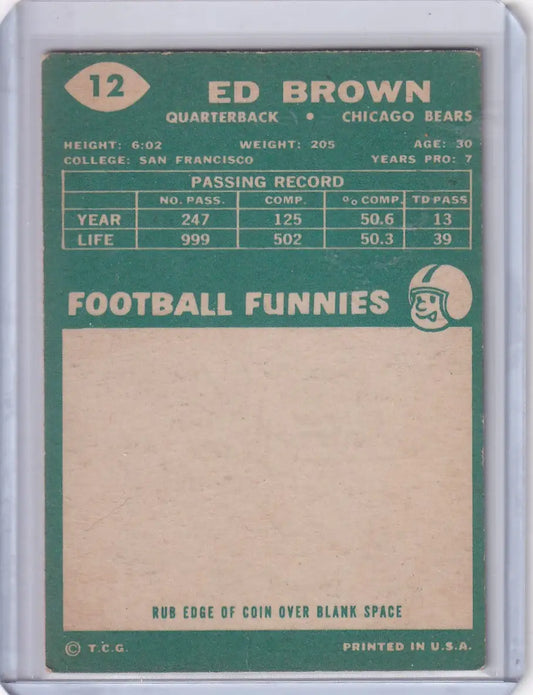 12
ED BROWN
QUARTERBACK • CHICAGO BEARS
HEIGHT: 6:02 WEIGHT: 205 AGE: 30
COLLEGE: SAN FRANCISCO YEARS PRO: 7
PASSING RECORD
NO. PASS. COMP. % COMP. TD PASS
YEAR 247 125 50.6 13
LIFE 999 502 50.3 39
FOOTBALL FUNNIES
RUB EDGE OF COIN OVER BLANK SPACE
© T.C.G. PRINTED IN U.S.A.